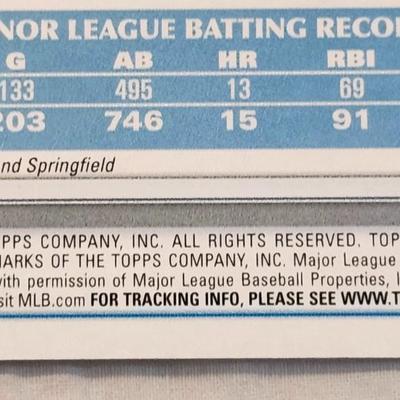 NOR LEAGUE BATTING RECO
G AB HR RBI
133 495 13 69
203 746 15 91
nd Springfield
OPPS COMPANY, INC. ALL RIGHTS RESERVED. TOP
MARKS OF THE TOPPS COMPANY, INC. Major League
with permission of Major League Baseball Properties, I
sit MLB.com FOR TRACKING INFO, PLEASE SEE WWW.T